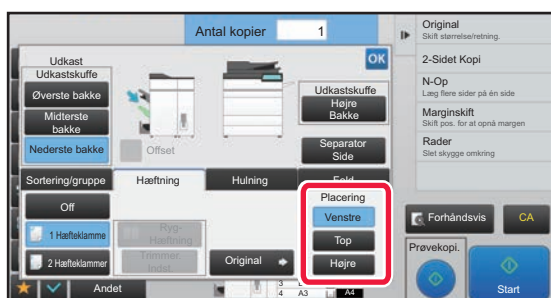 Antal kopier 1
Original
Skift størrelse/retning.
2-Sidet Kopi
N-Op
Læg flere sider på én side
Marginskift
Skift pos. for at opnå margen
Rader
Slet skygge omkring
OK
Udkast
Udkastskuffe
Øverste bakke
Midterste
bakke
Nederste bakke
Offset
Udkastskuffe
Højre
Bakke
Separator
Side
Sortering/gruppe
Hæftning
Hulning
Fold
Off
1 Hæfteklamme
2 Hæfteklammer
Ryg-
Hæftning
Trimmer
Indst.
Original
Placering
Venstre
Top
Højre
Forhåndsvis
CA
Prøvekopi.
Start
Andet
3
4 A3
A4